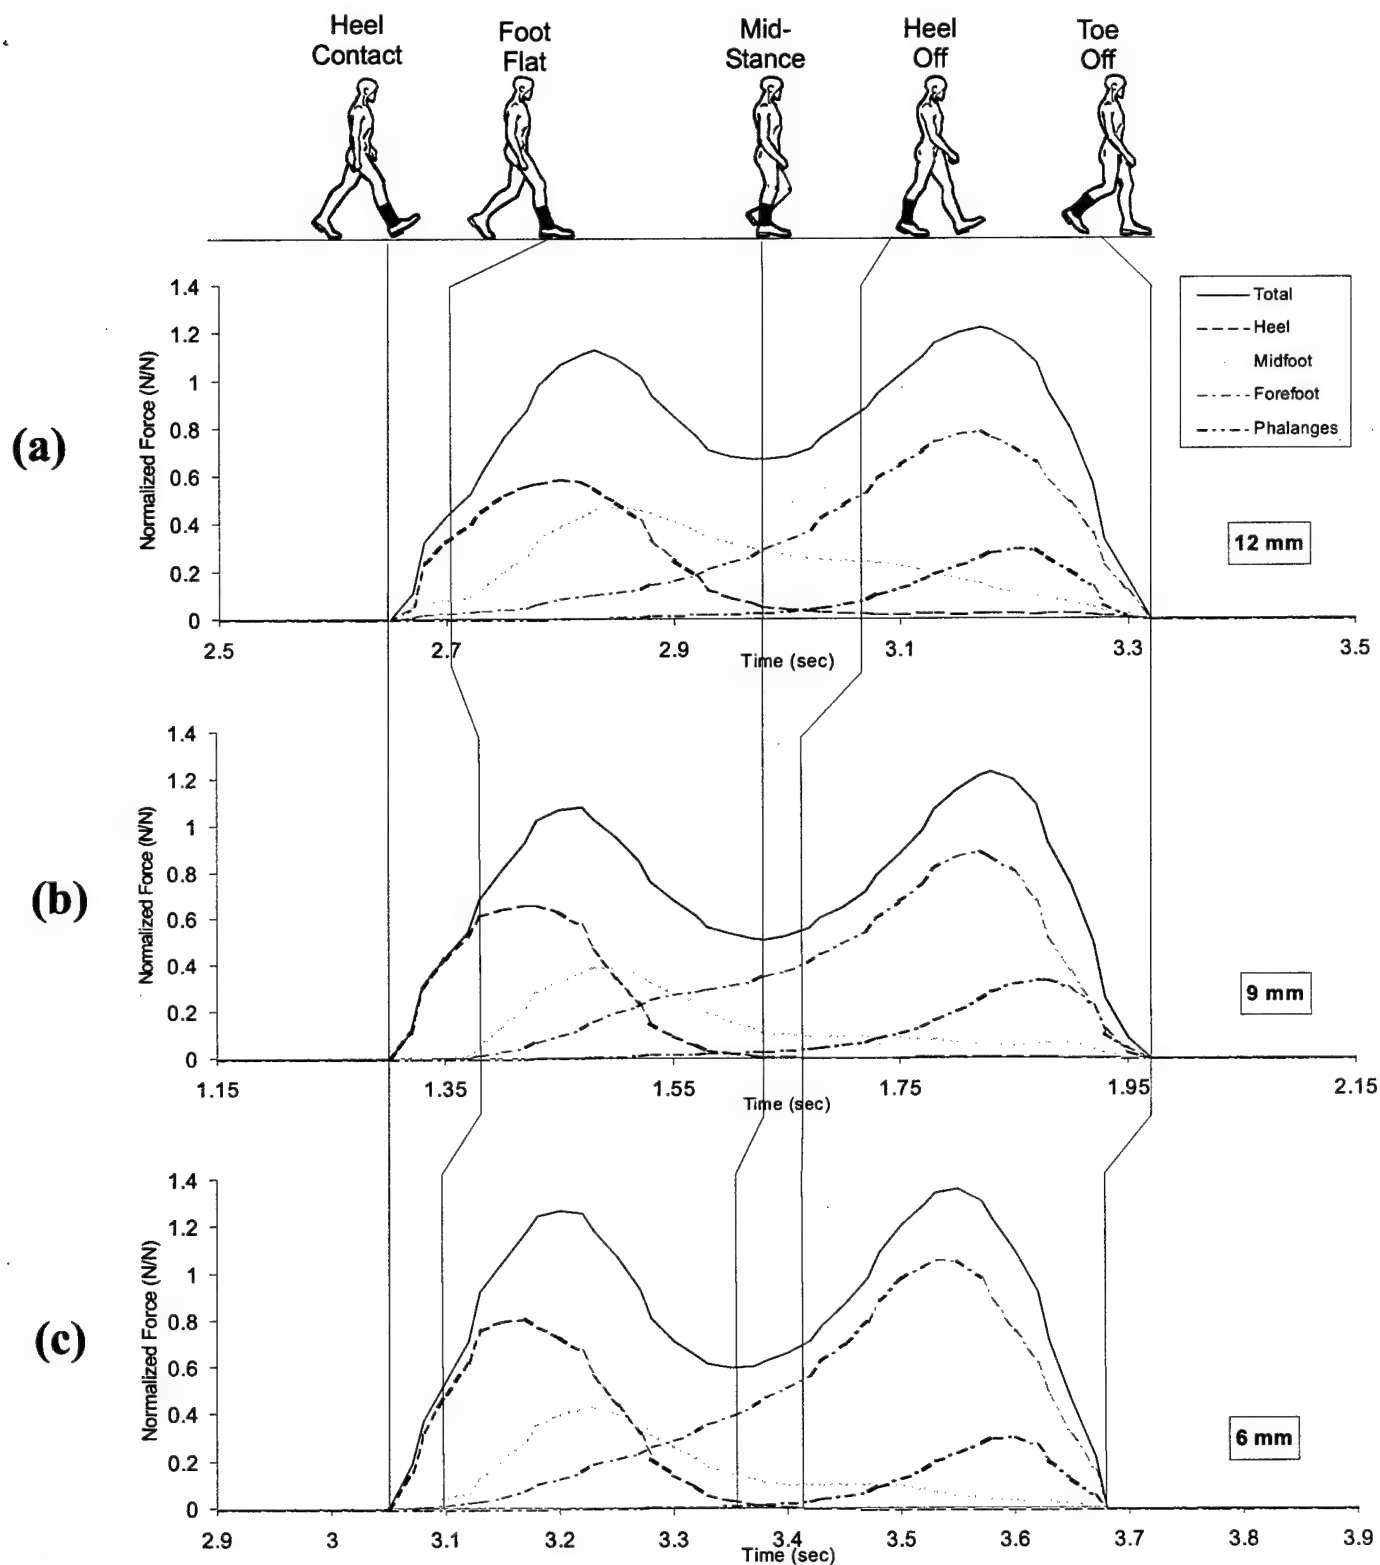 Heel
Contact
Foot
Flat
Mid-
Stance
Heel
Off
Toe
Off
(a)
Normalized Force (N/N)
1.4
1.2
1
0.8
0.6
0.4
0.2
0
2.5
2.7
2.9
3.1
3.3
3.5
Time (sec)
Total
Heel
Midfoot
Forefoot
Phalanges
12 mm
(b)
Normalized Force (N/N)
1.4
1.2
1
0.8
0.6
0.4
0.2
0
1.15
1.35
1.55
1.75
1.95
2.15
Time (sec)
9 mm
(c)
Normalized Force (N/N)
1.4
1.2
1
0.8
0.6
0.4
0.2
0
2.9
3
3.1
3.2
3.3
3.4
3.5
3.6
3.7
3.8
3.9
Time (sec)
6 mm